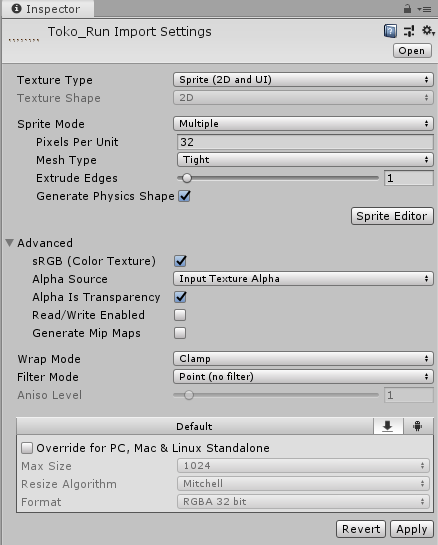 Inspector
Toko_Run Import Settings
Open
Texture Type Sprite (2D and UI)
Texture Shape 2D
Sprite Mode Multiple
Pixels Per Unit 32
Mesh Type Tight
Extrude Edges 1
Generate Physics Shape
Sprite Editor
Advanced
sRGB (Color Texture)
Alpha Source Input Texture Alpha
Alpha Is Transparency
Read/Write Enabled
Generate Mip Maps
Wrap Mode Clamp
Filter Mode Point (no filter)
Aniso Level 1
Default
Override for PC, Mac & Linux Standalone
Max Size 1024
Resize Algorithm Mitchell
Format RGBA 32 bit
Revert Apply